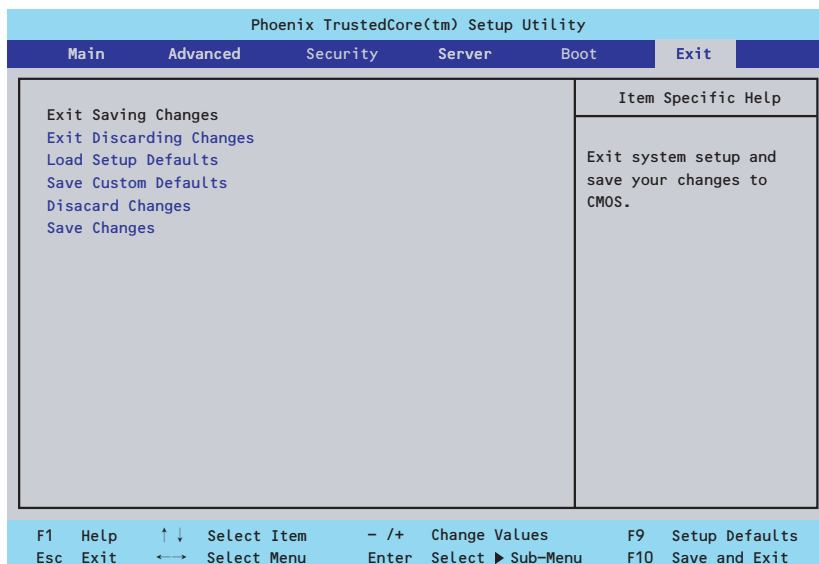 Phoenix TrustedCore(tm) Setup Utility
Main Advanced Security Server Boot Exit
Item Specific Help
Exit Saving Changes
Exit Discarding Changes
Load Setup Defaults
Save Custom Defaults
Disacard Changes
Save Changes
Exit system setup and
save your changes to
CMOS.
F1 Help ↑↓ Select Item – /+ Change Values F9 Setup Defaults
Esc Exit ←→ Select Menu Enter Select ▶ Sub-Menu F10 Save and Exit